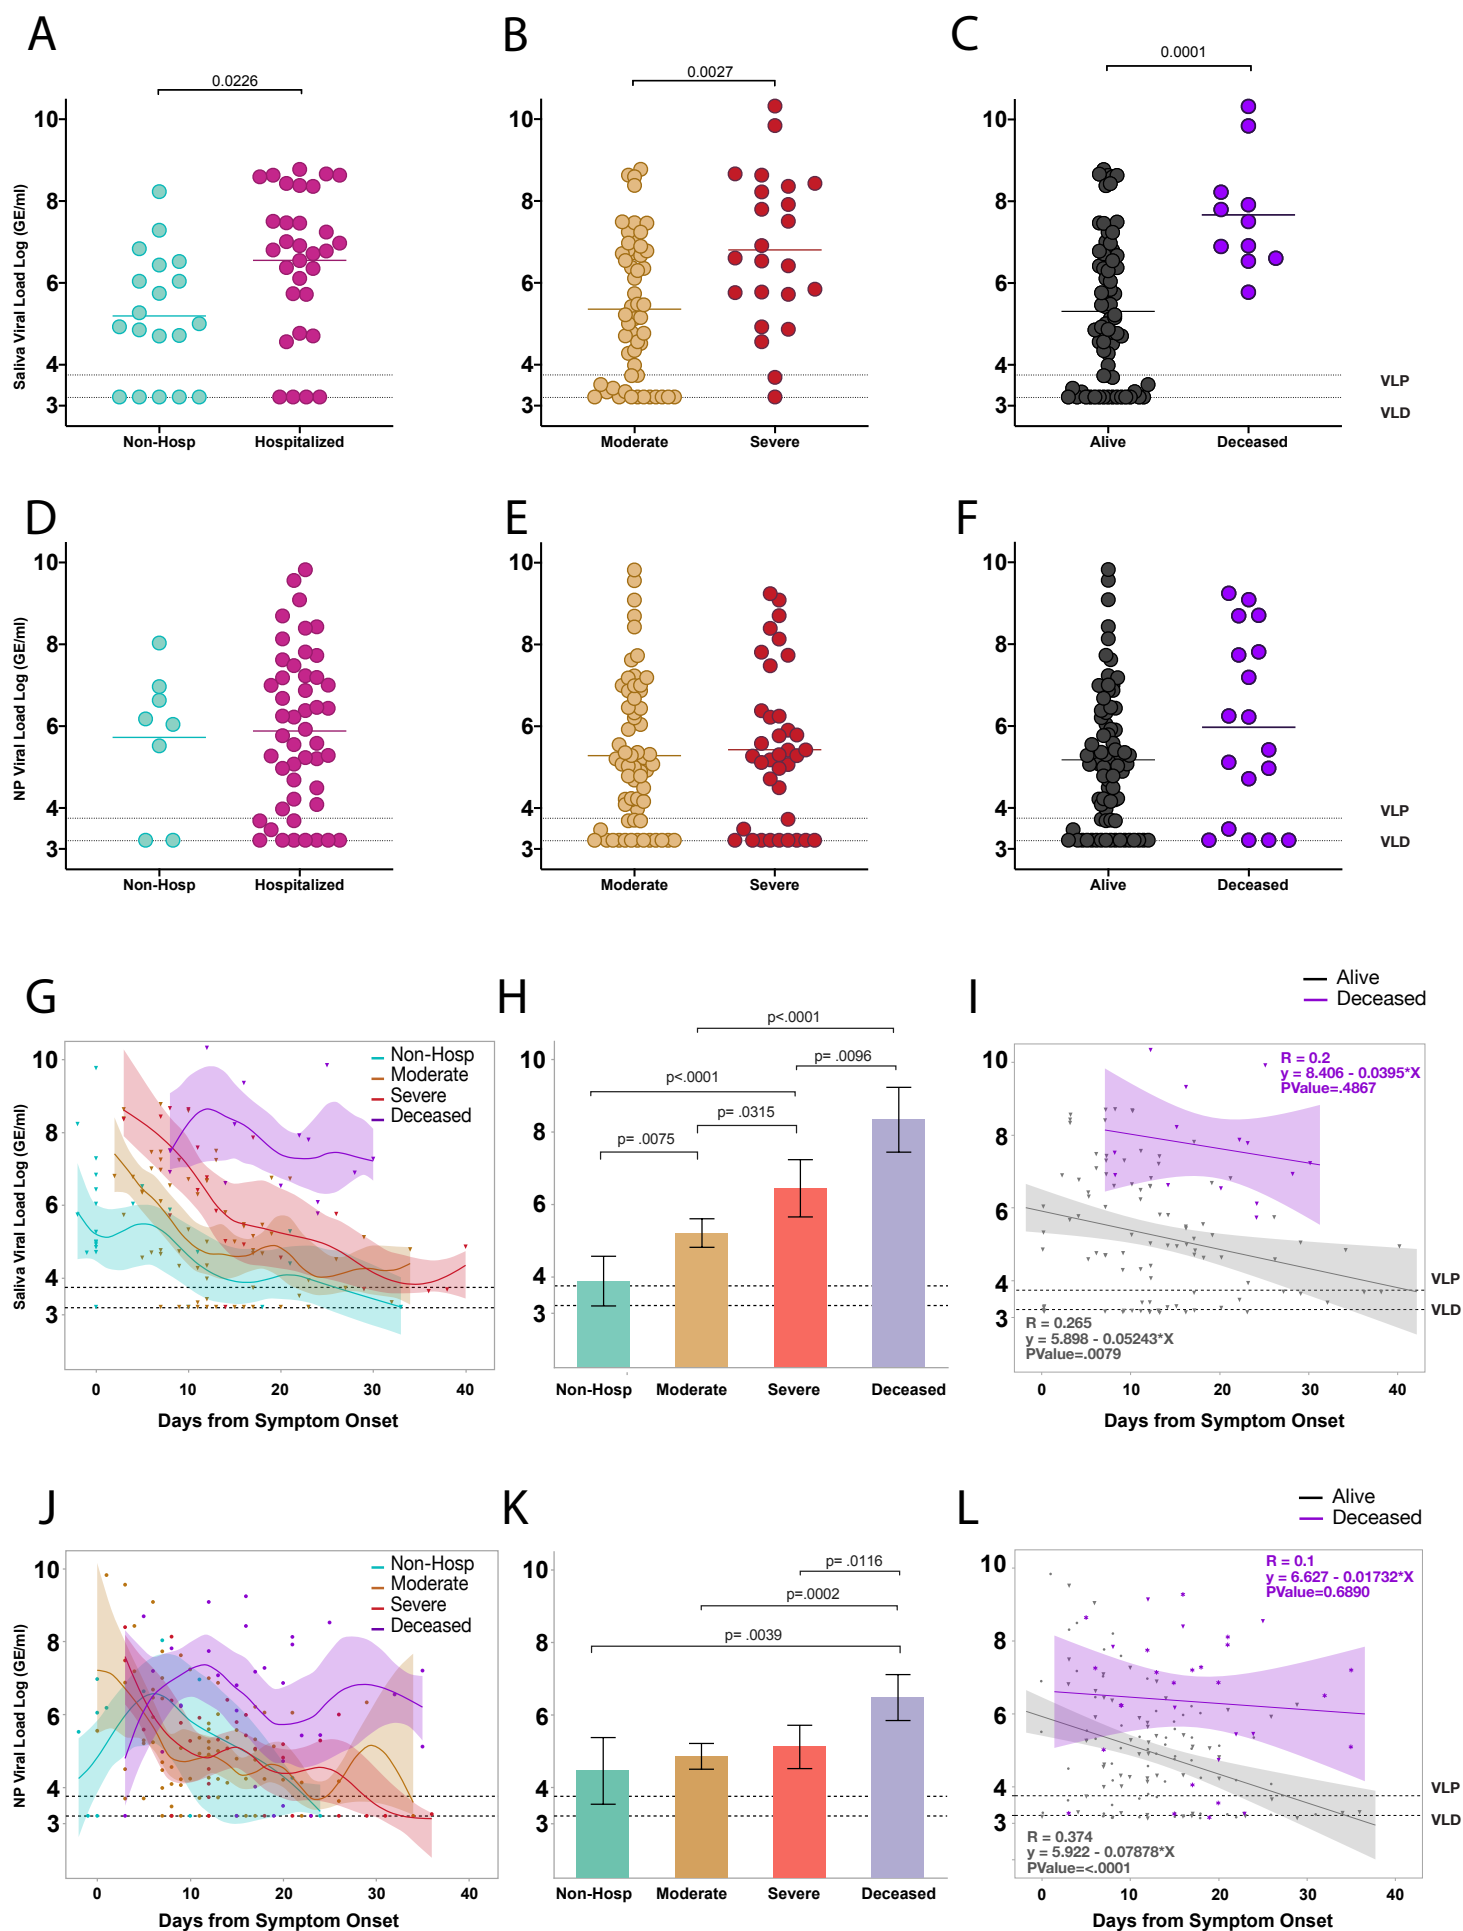 A
B
C
0.0226
0.0027
0.0001
Saliva Viral Load Log (GE/ml)
10
8
6
4
3
10
8
6
4
3
10
8
6
4
3
VLP
VLD
Non-Hosp
Hospitalized
Moderate
Severe
Alive
Deceased
D
E
F
NP Viral Load Log (GE/ml)
10
8
6
4
3
10
8
6
4
3
10
8
6
4
3
VLP
VLD
Non-Hosp
Hospitalized
Moderate
Severe
Alive
Deceased
G
Saliva Viral Load Log (GE/ml)
10
8
6
4
3
Non-Hosp
Moderate
Severe
Deceased
0
10
20
30
40
Days from Symptom Onset
H
10
8
6
4
3
p<.0001
p= .0096
p<.0001
p= .0315
p= .0075
Non-Hosp
Moderate
Severe
Deceased
I
Alive
Deceased
10
8
6
4
3
R = 0.2
y = 8.406 - 0.0395*X
PValue=.4867
VLP
VLD
R = 0.265
y = 5.898 - 0.05243*X
PValue=.0079
0
10
20
30
40
Days from Symptom Onset
J
NP Viral Load Log (GE/ml)
10
8
6
4
3
Non-Hosp
Moderate
Severe
Deceased
0
10
20
30
40
Days from Symptom Onset
K
10
8
6
4
3
p= .0116
p=.0002
p= .0039
Non-Hosp
Moderate
Severe
Deceased
L
Alive
Deceased
10
8
6
4
3
R = 0.1
y = 6.627 - 0.01732*X
PValue=0.6890
VLP
VLD
R = 0.374
y = 5.922 - 0.07878*X
PValue=<.0001
0
10
20
30
40
Days from Symptom Onset